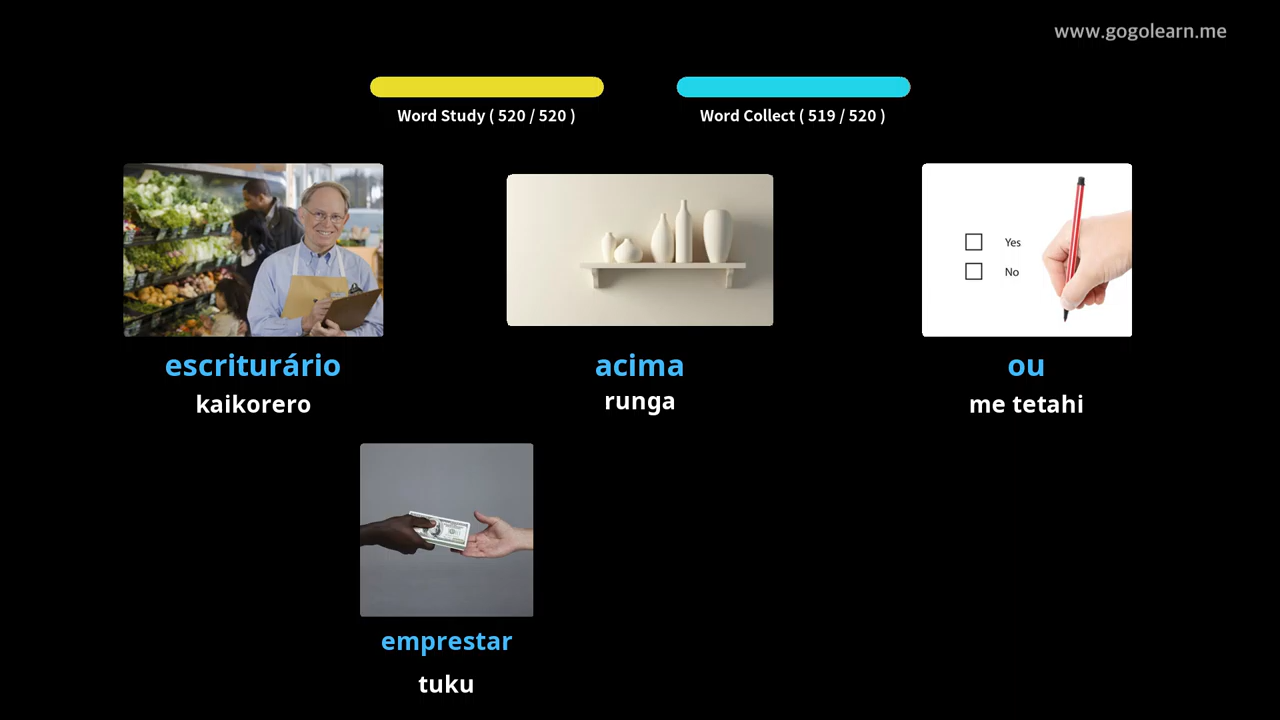 www.gogolearn.me
Word Study ( 520 / 520 )
Word Collect ( 519 / 520 )
Yes
No
escriturário
kaikorero
acima
runga
ou
me tetahi
emprestar
tuku